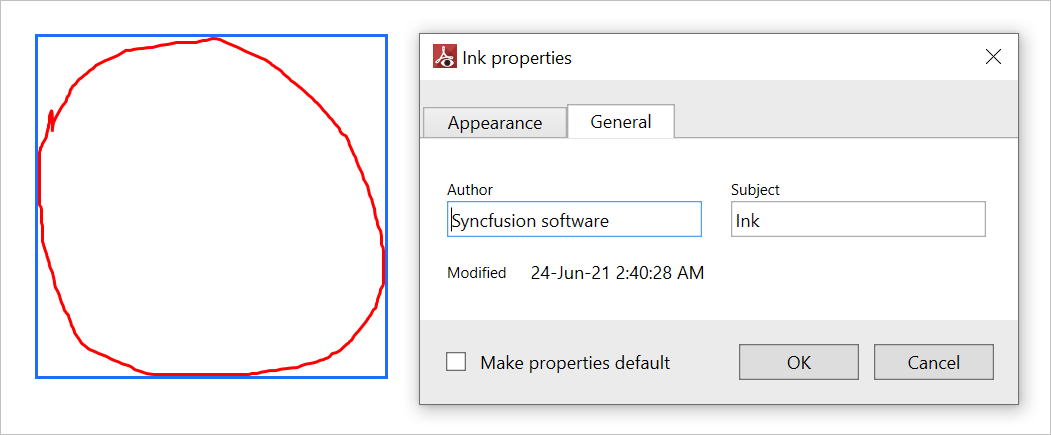 Ink properties
Appearance
General
Author
Subject
Syncfusion software
Ink
Modified 24-Jun-21 2:40:28 AM
Make properties default
OK
Cancel